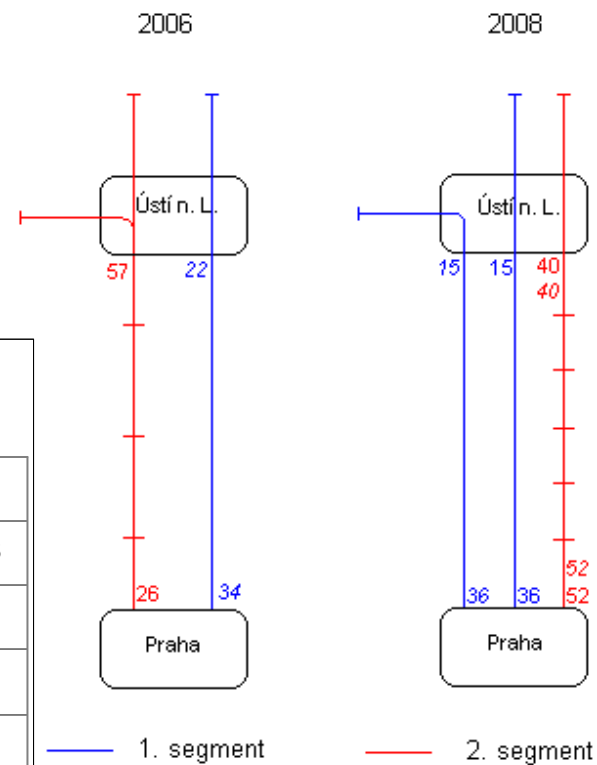 2006 2008
Ústí n. L. Ústí n. L.
57 22 15 15 40
40
52
26 34 36 36 52
Praha Praha
1. segment 2. segment